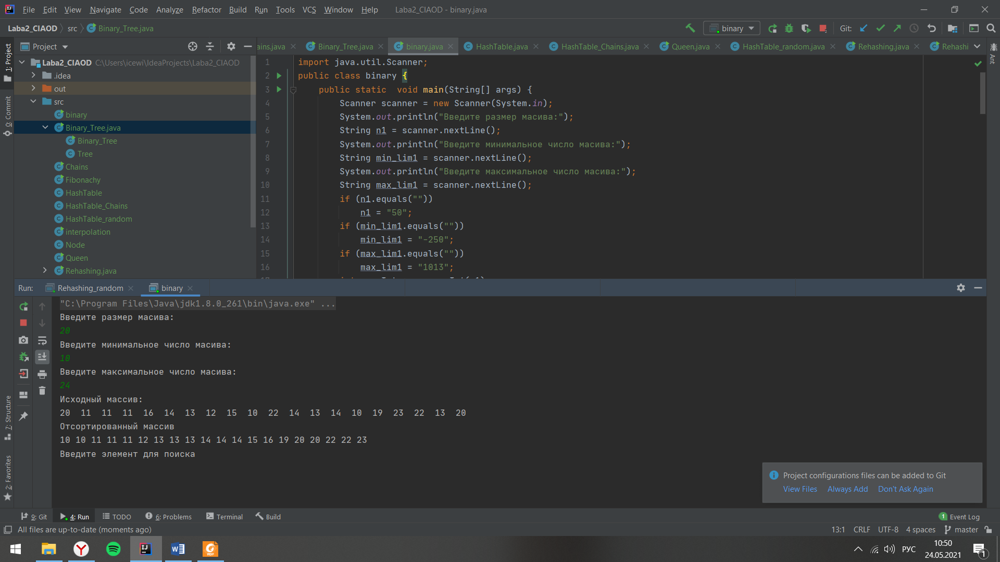 File Edit View Navigate Code Analyze Refactor Build Run Tools VCS Window Help Laba2_CIAOD - binary.java
Laba2_CIAOD src Binary_Tree.java binary Git:
Project ains.java Binary_Tree.java binary.java HashTable.java HashTable_Chains.java Queen.java HashTable_random.java Rehashing.java Rehashi
1: Project
0: Commit
7: Structure
2: Favorites
Ant
Laba2_CIAOD C:\Users\icewi\IdeaProjects\Laba2_CIAOD
.idea
out
src
binary
Binary_Tree.java
Binary_Tree
Tree
Chains
Fibonachy
HashTable
HashTable_Chains
HashTable_random
interpolation
Node
Queen
Rehashing.java
1 import java.util.Scanner;
2 public class binary {
3 public static  void main(String[] args) {
4 Scanner scanner = new Scanner(System.in);
5 System.out.println("Введите размер масива:");
6 String n1 = scanner.nextLine();
7 System.out.println("Введите минимальное число масива:");
8 String min_lim1 = scanner.nextLine();
9 System.out.println("Введите максимальное число масива:");
10 String max_lim1 = scanner.nextLine();
11 if (n1.equals(""))
12 n1 = "50";
13 if (min_lim1.equals(""))
14 min_lim1 = "-250";
15 if (max_lim1.equals(""))
16 max_lim1 = "1013";
Run: Rehashing_random binary
"C:\Program Files\Java\jdk1.8.0_261\bin\java.exe" ...
Введите размер масива:
20
Введите минимальное число масива:
10
Введите максимальное число масива:
24
Исходный массив:
20 11 11 11 16 14 13 12 15 10 22 14 13 14 10 19 23 22 13 20
Отсортированный массив
10 10 11 11 11 12 13 13 13 14 14 14 15 16 19 20 20 22 22 23
Введите элемент для поиска
Project configurations files can be added to Git
View Files Always Add Don't Ask Again
9: Git 4: Run TODO 6: Problems Terminal Build 1 Event Log
All files are up-to-date (moments ago) 13:1 CRLF UTF-8 4 spaces master
РУС 10:50
24.05.2021
1